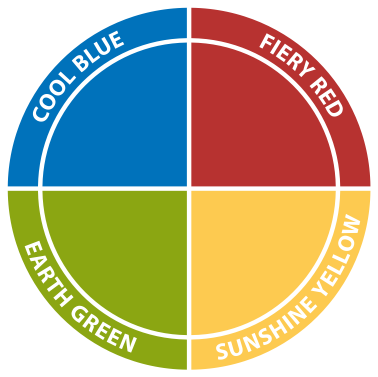 COOL BLUE
FIERY RED
EARTH GREEN
SUNSHINE YELLOW